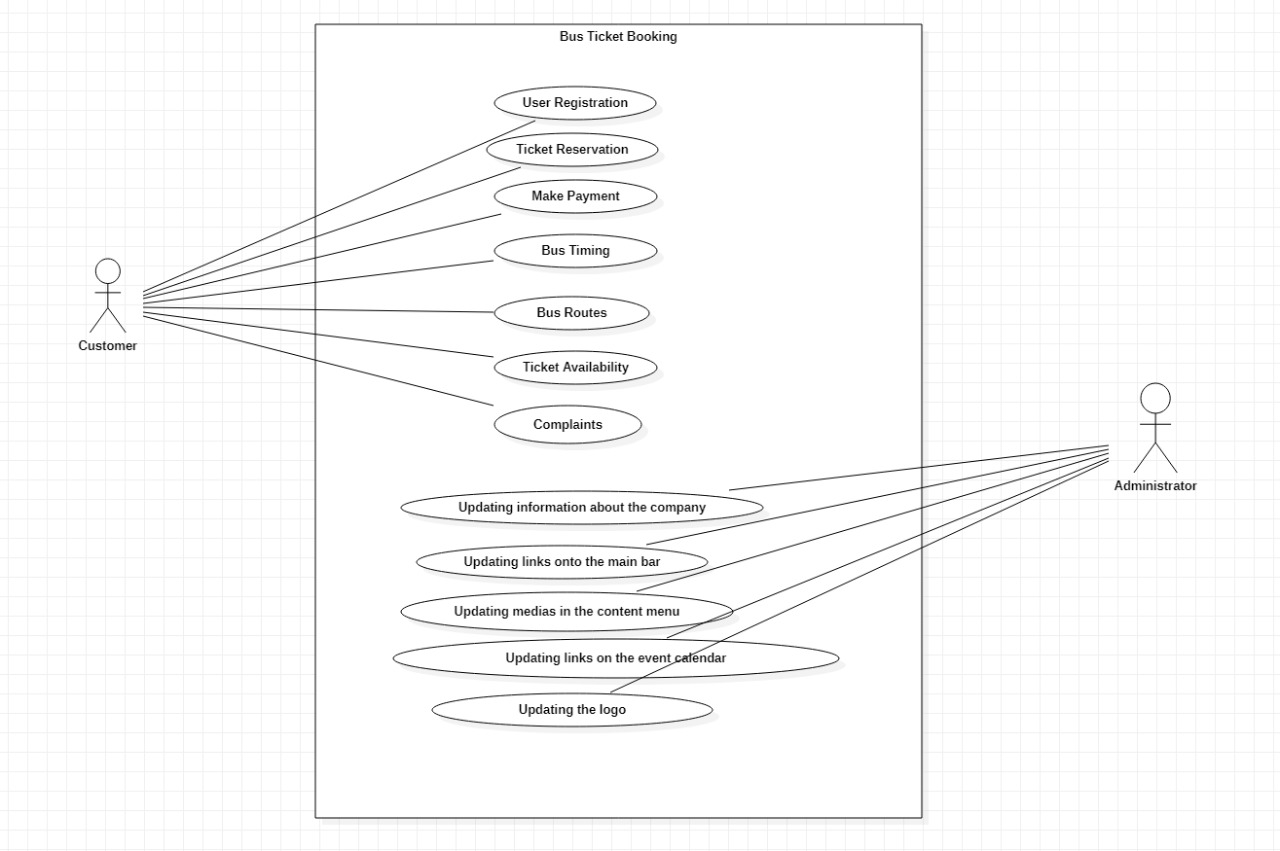 Bus Ticket Booking
User Registration
Ticket Reservation
Make Payment
Bus Timing
Bus Routes
Customer
Ticket Availability
Complaints
Administrator
Updating information about the company
Updating links onto the main bar
Updating medias in the content menu
Updating links on the event calendar
Updating the logo